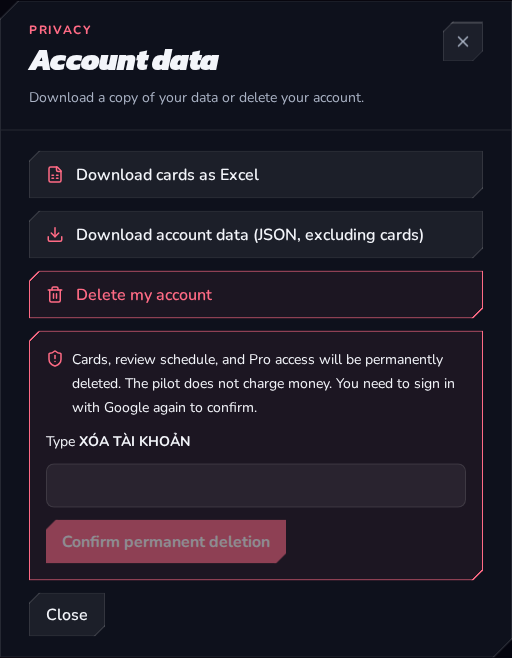 PRIVACY
Account data
Download a copy of your data or delete your account.
Download cards as Excel
Download account data (JSON, excluding cards)
Delete my account
Cards, review schedule, and Pro access will be permanently
deleted. The pilot does not charge money. You need to sign in
with Google again to confirm.
Type XÓA TÀI KHOẢN
Confirm permanent deletion
Close